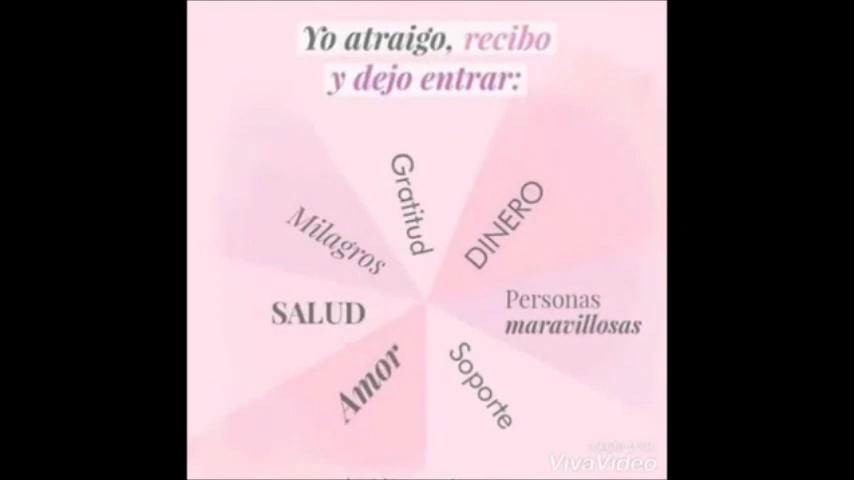 Yo atraigo, recibo
y dejo entrar:
Gratitud
DINERO
Milagros
Personas
maravillosas
SALUD
Amor
Soporte
VivaVideo